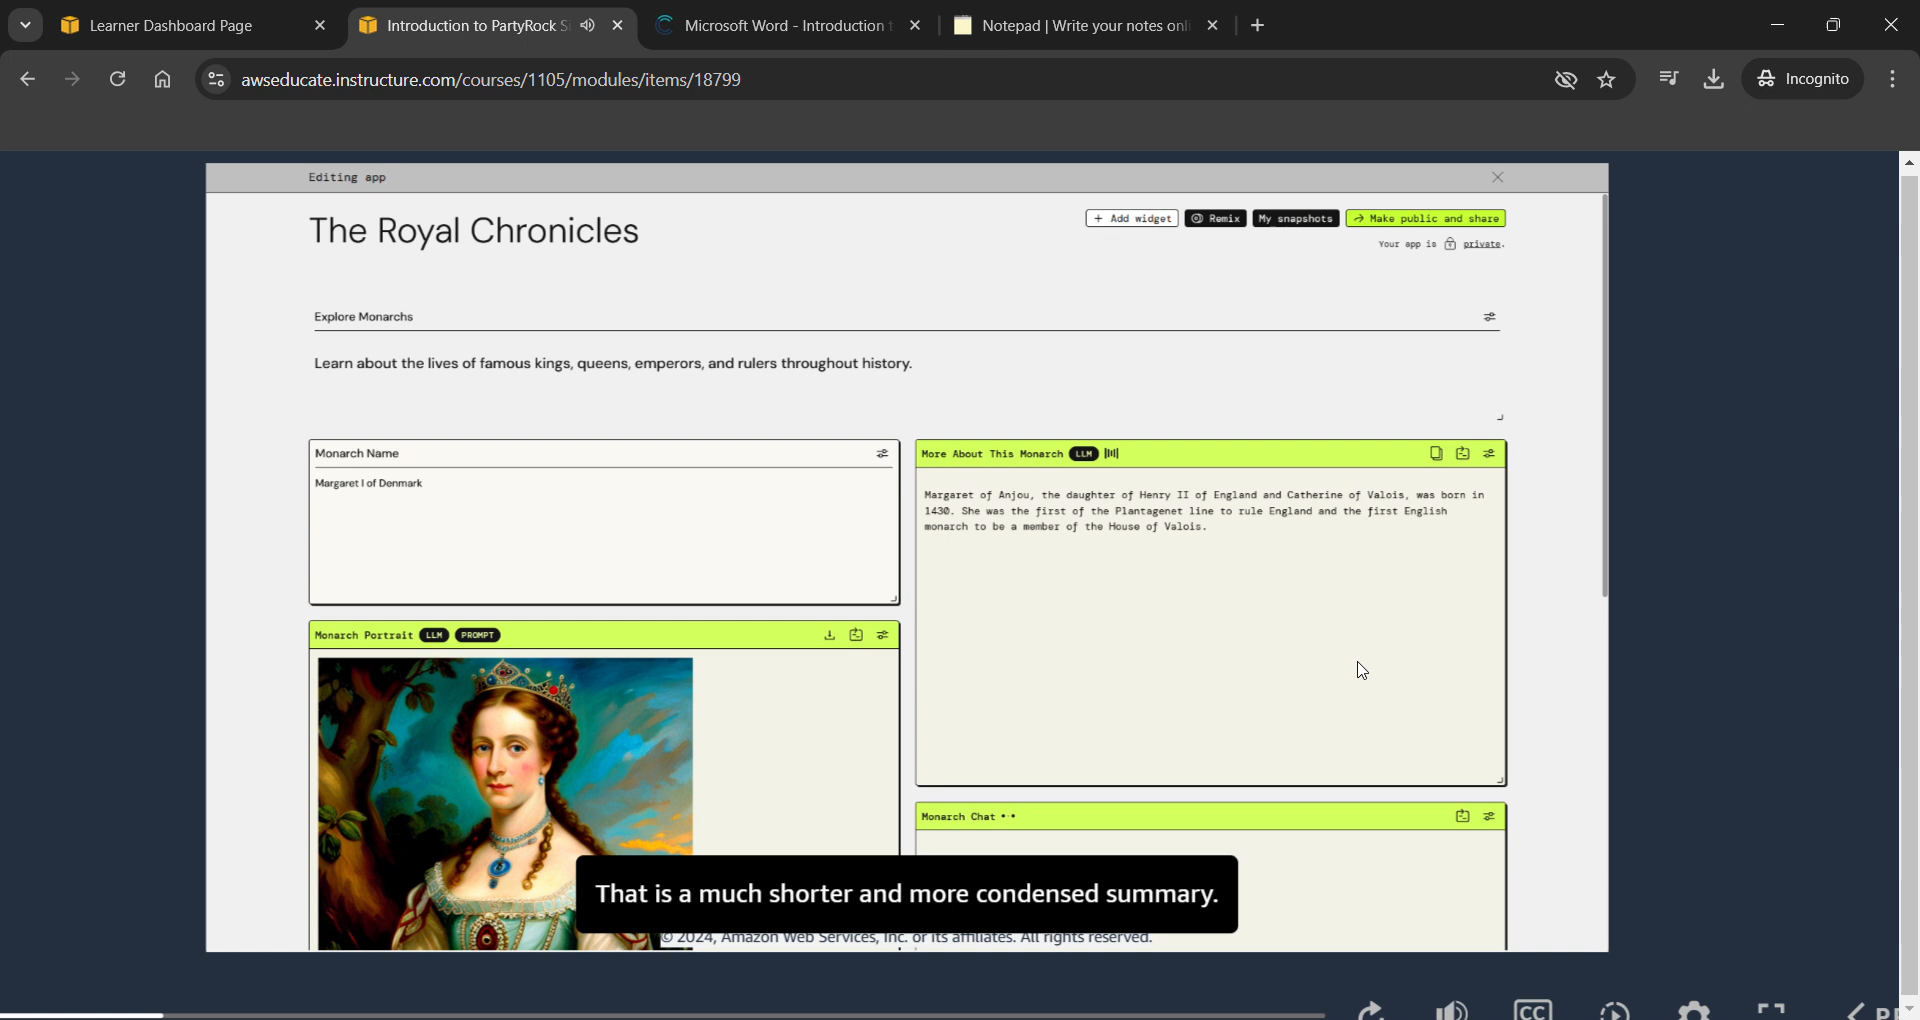 Learner Dashboard Page
Introduction to PartyRock S
Microsoft Word - Introduction
Notepad | Write your notes onli
awseducate.instructure.com/courses/1105/modules/items/18799
Incognito
Editing app
The Royal Chronicles
+ Add widget
Remix
My snapshots
Make public and share
Your app is private.
Explore Monarchs
Learn about the lives of famous kings, queens, emperors, and rulers throughout history.
Monarch Name
Margaret I of Denmark
More About This Monarch LLM
Margaret of Anjou, the daughter of Henry II of England and Catherine of Valois, was born in
1430. She was the first of the Plantagenet line to rule England and the first English
monarch to be a member of the House of Valois.
Monarch Portrait LLM PROMPT
Monarch Chat
That is a much shorter and more condensed summary.
© 2024, Amazon Web Services, Inc. or its affiliates. All rights reserved.
CC